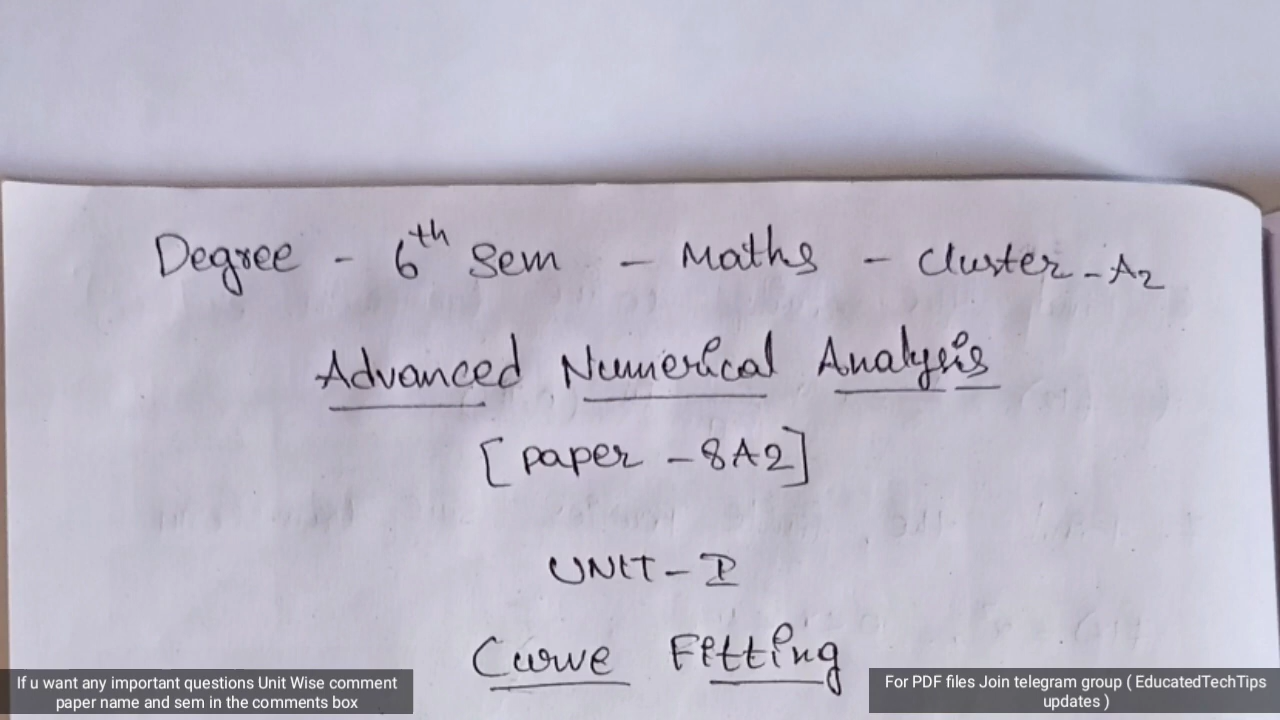 Degree - 6th Sem - Maths - Cluster - A2
Advanced Numerical Analysis
[paper - 8A2]
UNIT - I
Curve Fitting
If u want any important questions Unit Wise comment
paper name and sem in the comments box
For PDF files Join telegram group ( EducatedTechTips
updates )